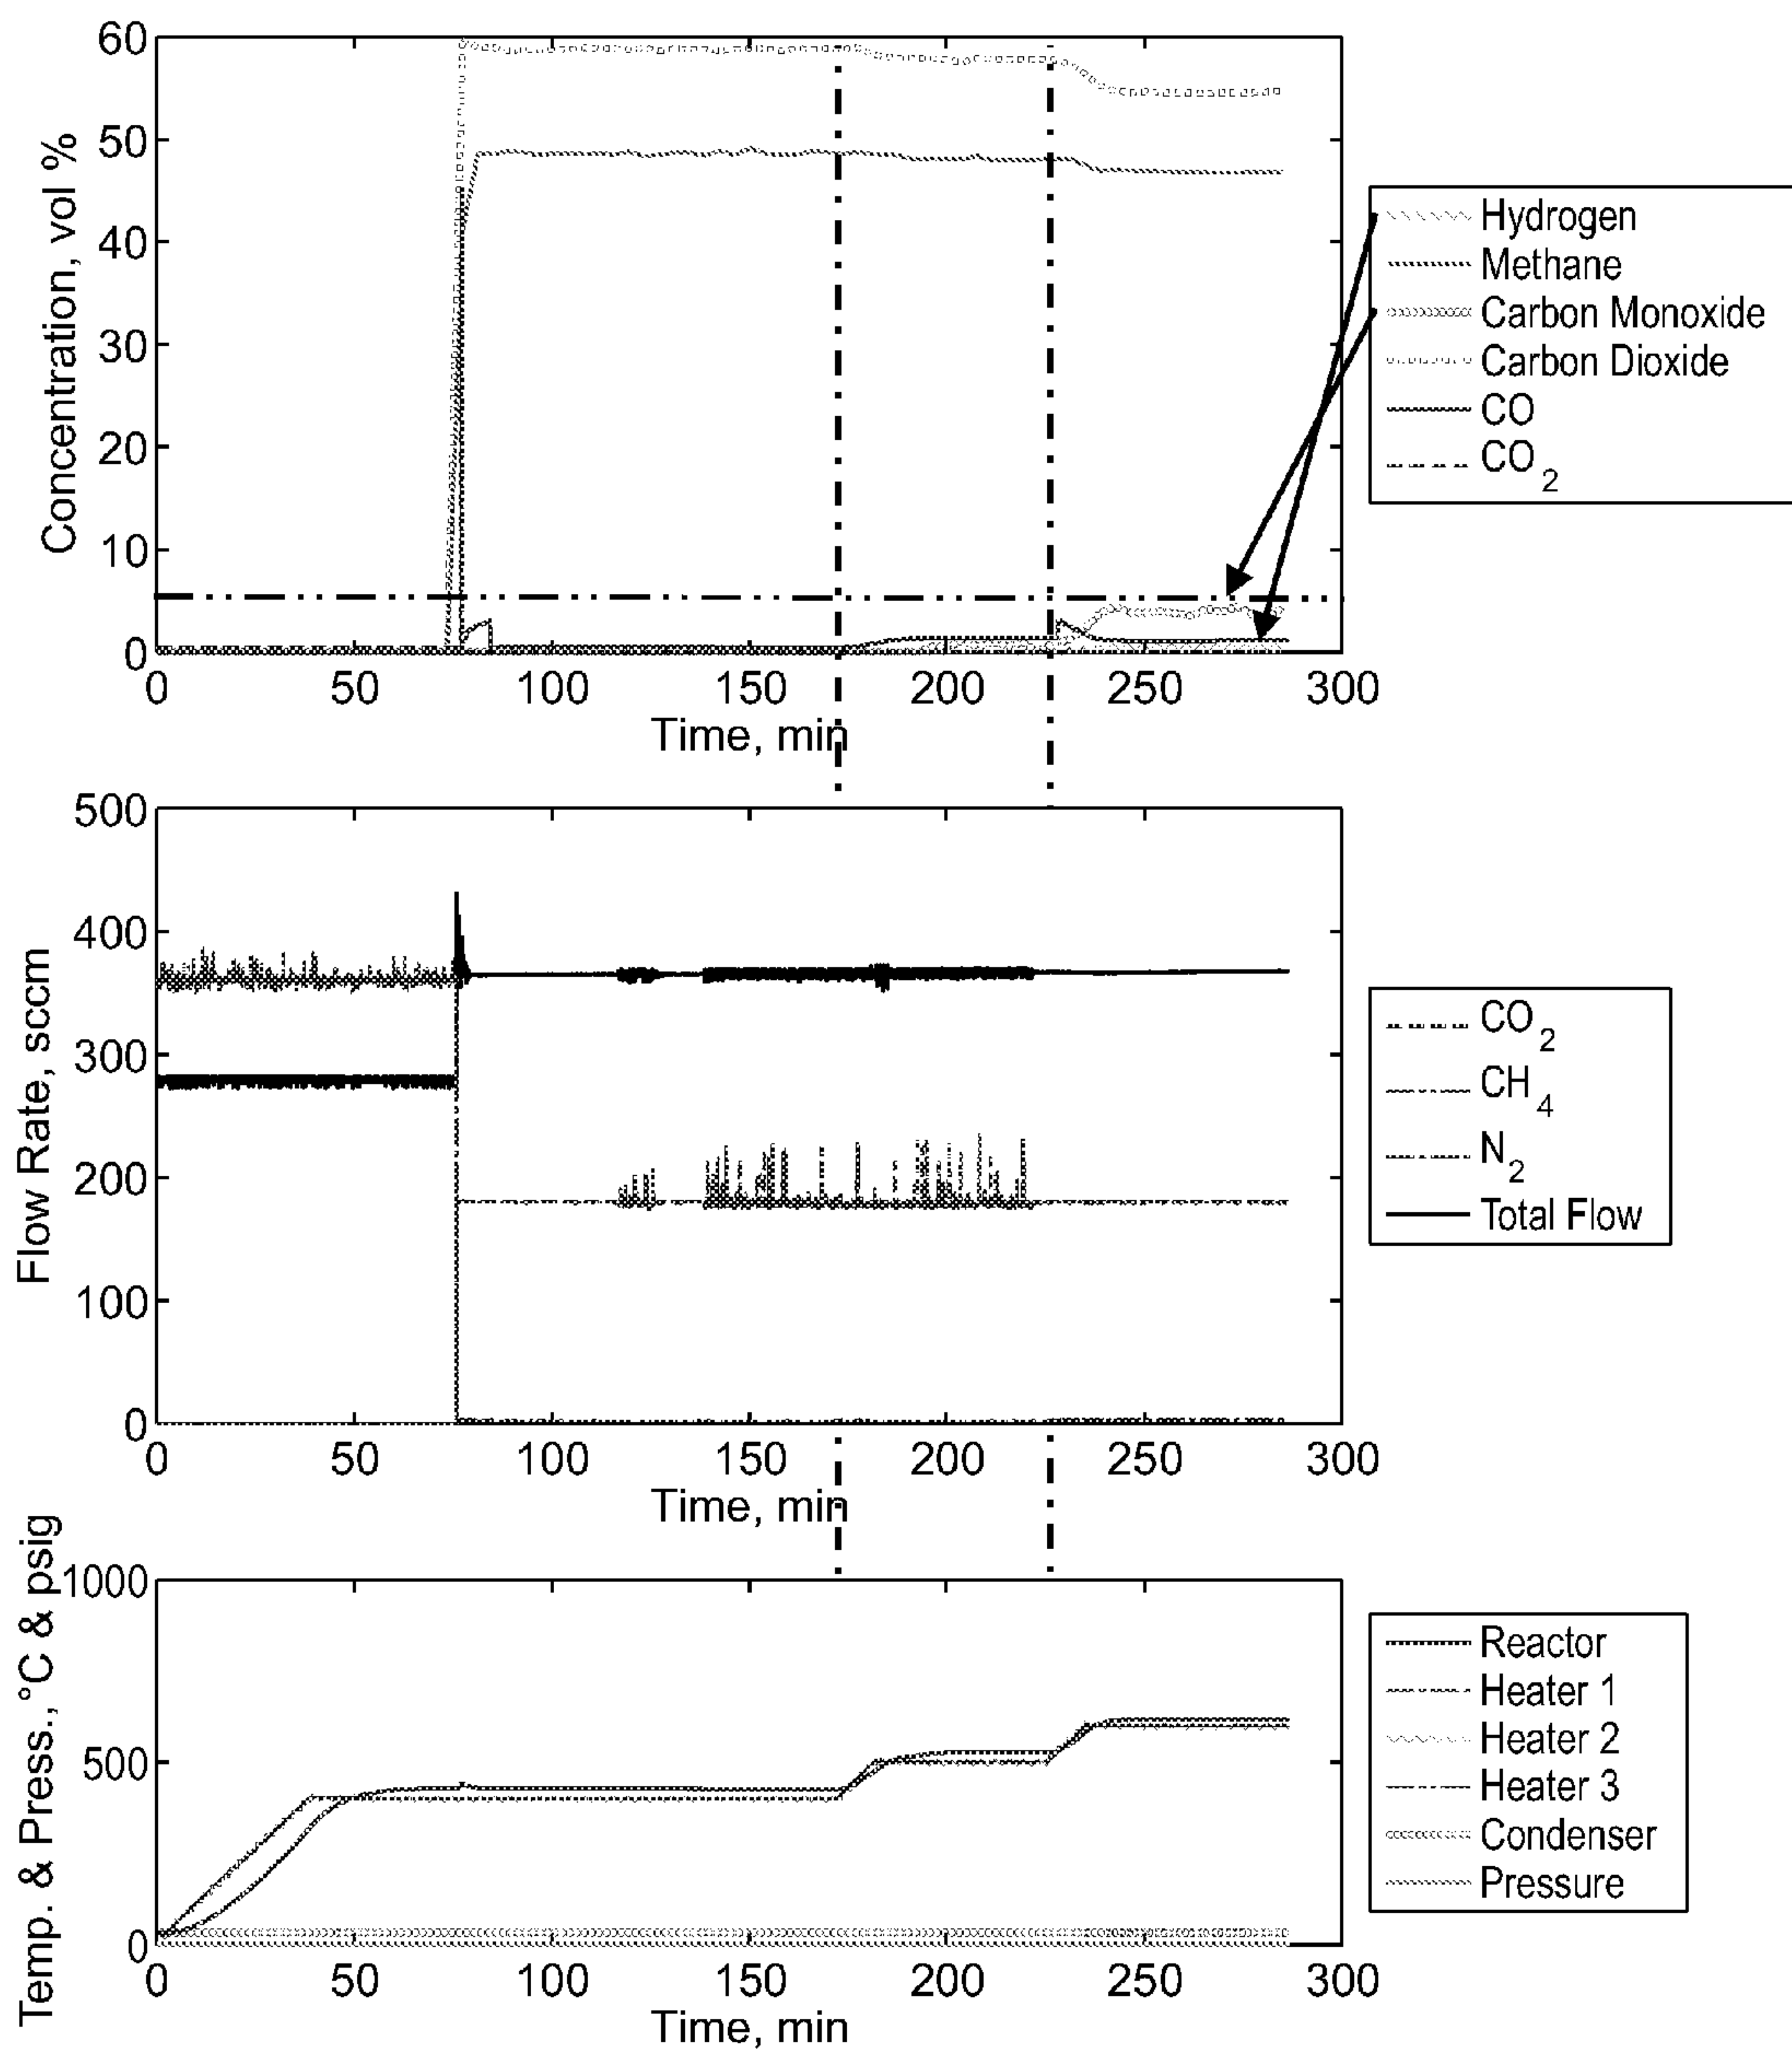 Concentration, vol %
60
50
40
30
20
10
0
0 50 100 150 200 250 300
Time, min
Hydrogen
Methane
Carbon Monoxide
Carbon Dioxide
CO
CO2
Flow Rate, sccm
500
400
300
200
100
0
0 50 100 150 200 250 300
Time, min
CO2
CH4
N2
Total Flow
Temp. & Press.,°C & psig
1000
500
0
0 50 100 150 200 250 300
Time, min
Reactor
Heater 1
Heater 2
Heater 3
Condenser
Pressure